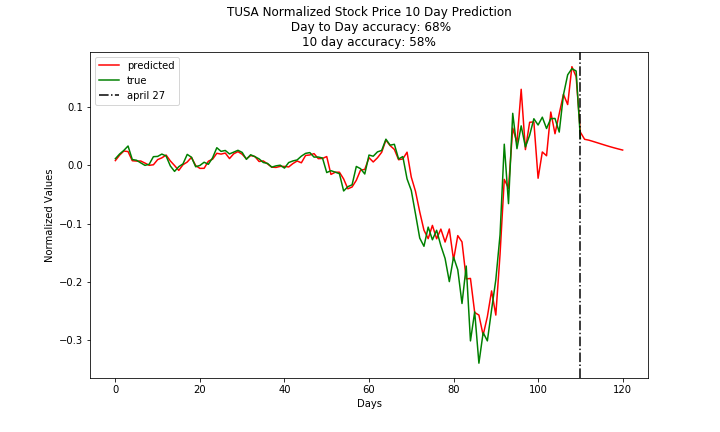 TUSA Normalized Stock Price 10 Day Prediction
Day to Day accuracy: 68%
10 day accuracy: 58%
predicted
true
april 27
Normalized Values
0.1
0.0
−0.1
−0.2
−0.3
0 20 40 60 80 100 120
Days